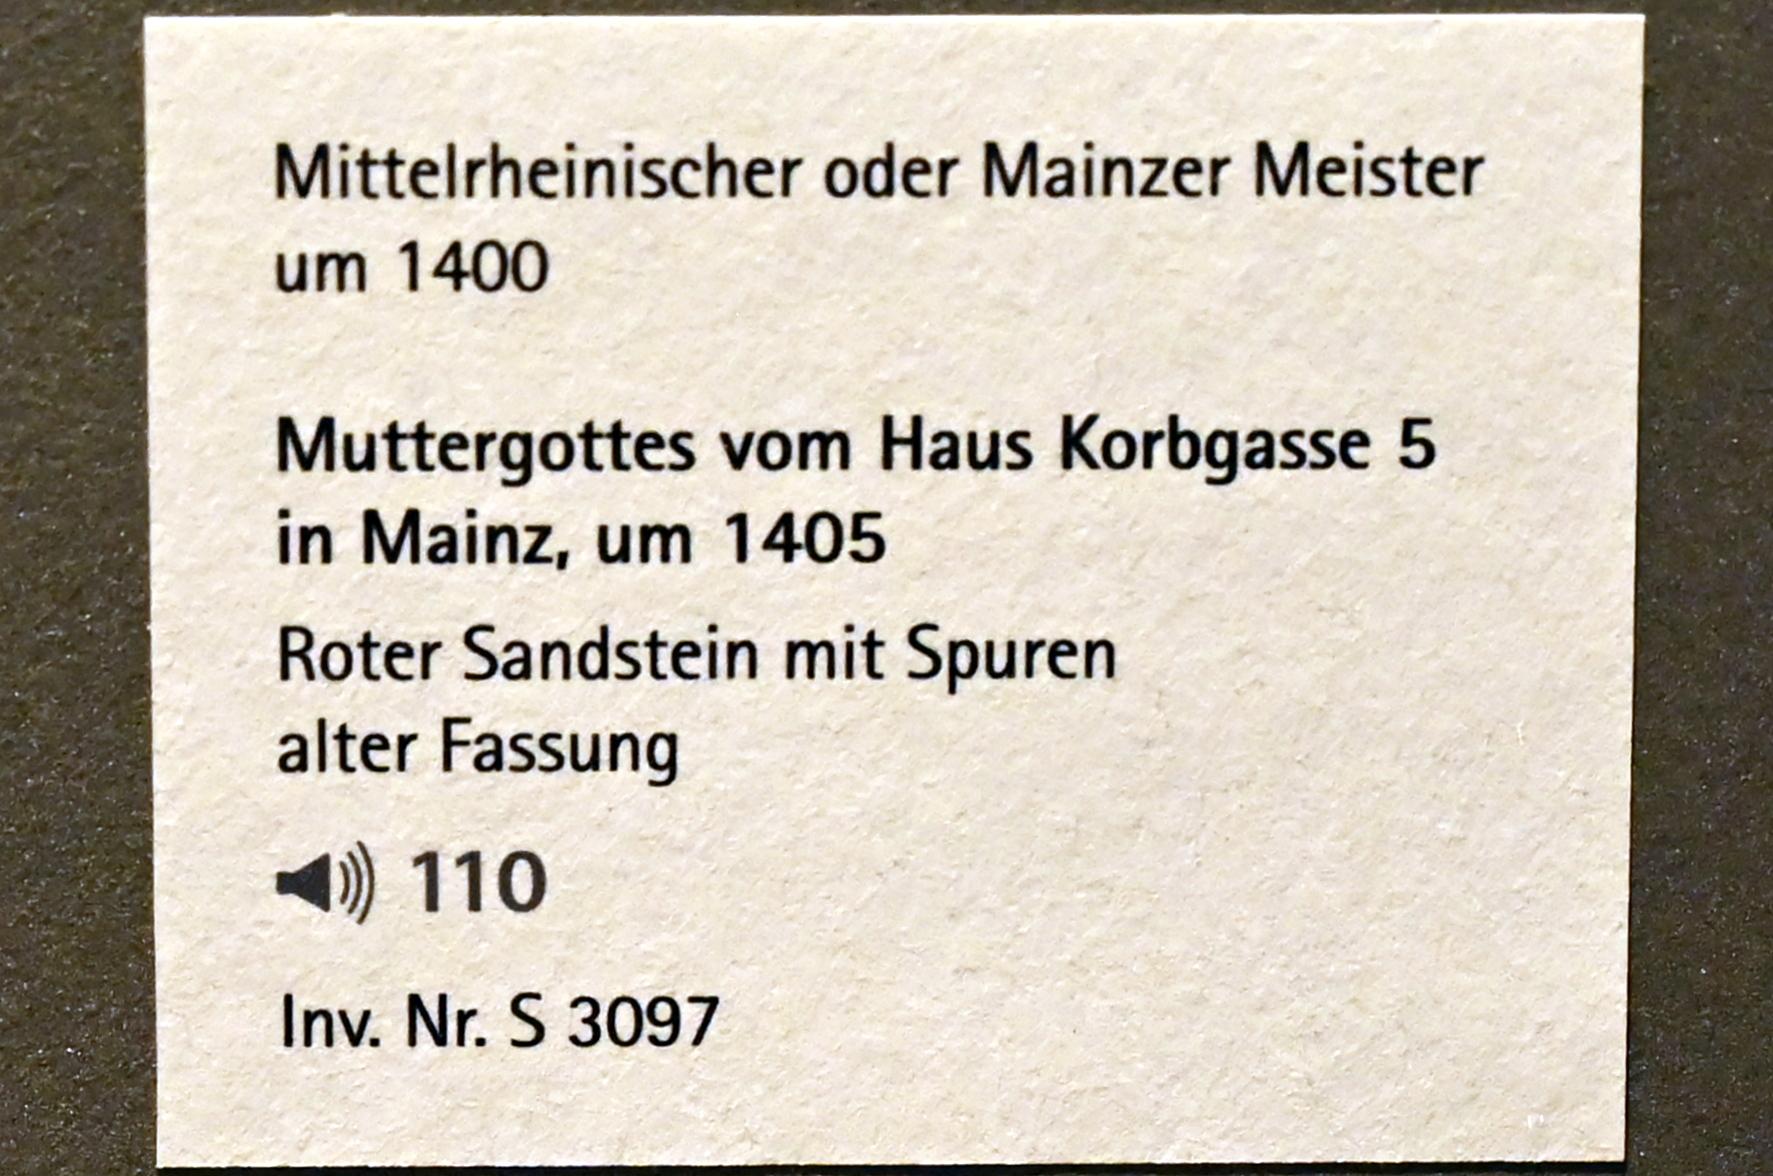 Mittelrheinischer oder Mainzer Meister
um 1400
Muttergottes vom Haus Korbgasse 5
in Mainz, um 1405
Roter Sandstein mit Spuren
alter Fassung
110
Inv. Nr. S 3097